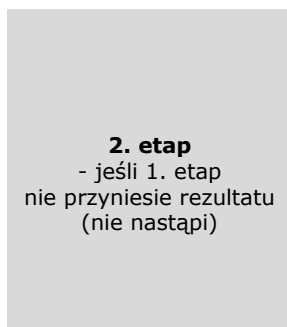 2. etap
- jeśli 1. etap
nie przyniesie rezultatu
(nie nastąpi)